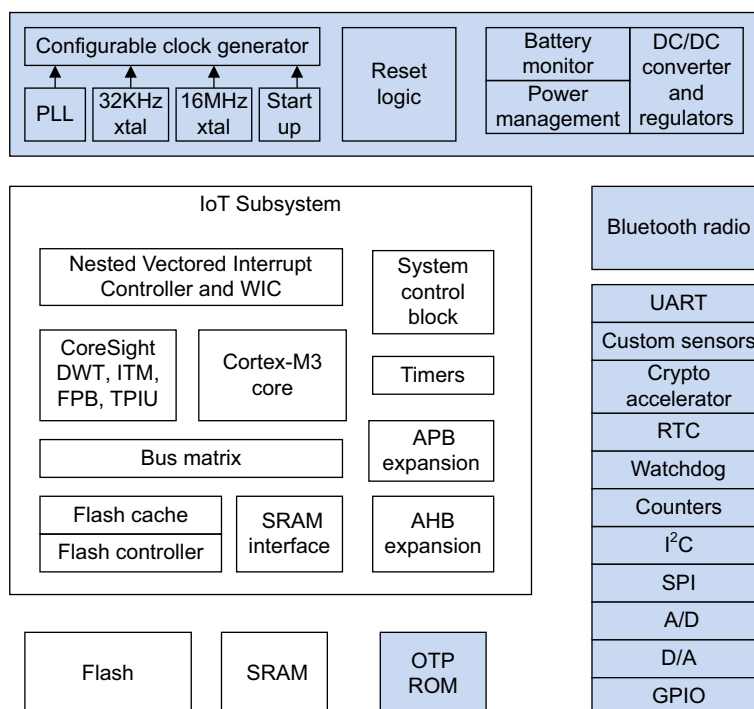 Configurable clock generator
PLL
32KHz
xtal
16MHz
xtal
Start
up
Reset
logic
Battery
monitor
Power
management
DC/DC
converter
and
regulators
IoT Subsystem
Nested Vectored Interrupt
Controller and WIC
System
control
block
CoreSight
DWT, ITM,
FPB, TPIU
Cortex-M3
core
Timers
Bus matrix
APB
expansion
Flash cache
Flash controller
SRAM
interface
AHB
expansion
Flash
SRAM
OTP
ROM
Bluetooth radio
UART
Custom sensors
Crypto
accelerator
RTC
Watchdog
Counters
I²C
SPI
A/D
D/A
GPIO